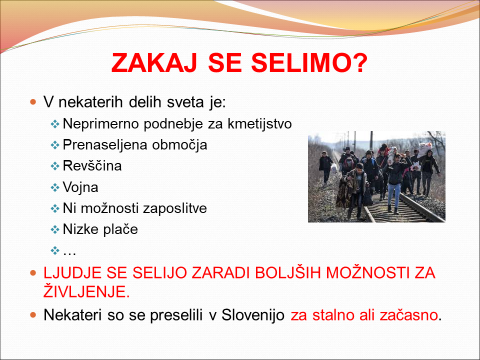 ZAKAJ SE SELIMO?
V nekaterih delih sveta je:
Neprimerno podnebje za kmetijstvo
Prenaseljena območja
Revščina
Vojna
Ni možnosti zaposlitve
Nizke plače
…
LJUDJE SE SELIJO ZARADI BOLJŠIH MOŽNOSTI ZA
ŽIVLJENJE.
Nekateri so se preselili v Slovenijo za stalno ali začasno.